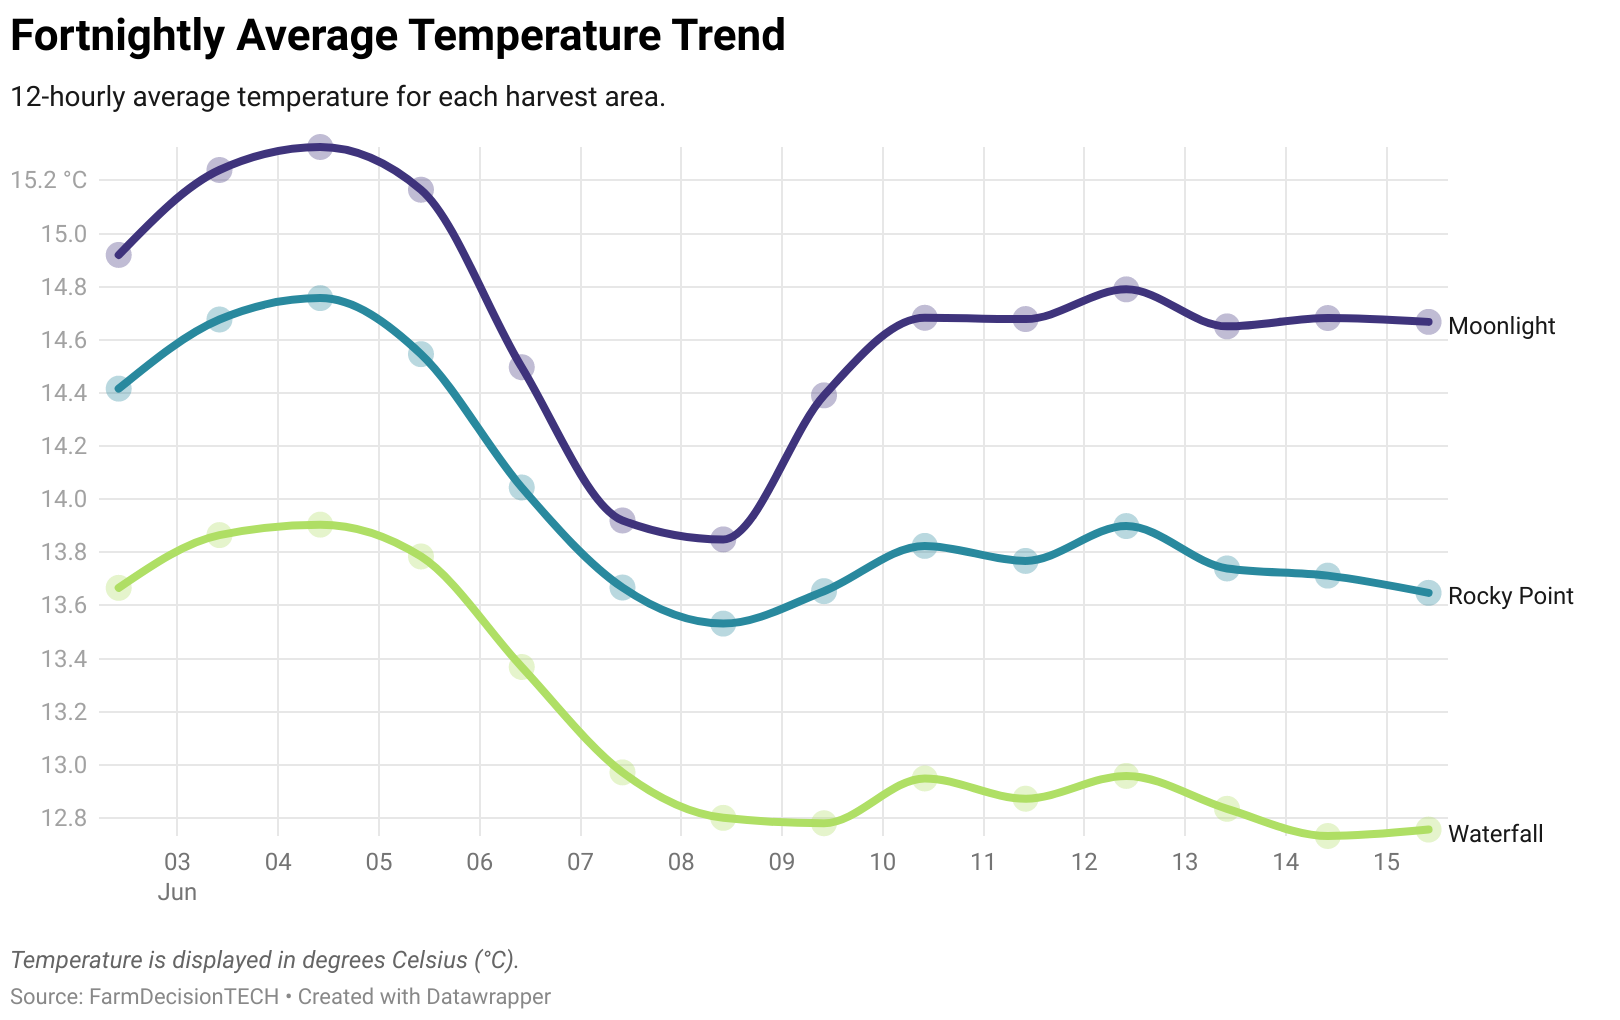 Fortnightly Average Temperature Trend
12-hourly average temperature for each harvest area.
15.2 °C
15.0
14.8
14.6
14.4
14.2
14.0
13.8
13.6
13.4
13.2
13.0
12.8
Moonlight
Rocky Point
Waterfall
03 04 05 06 07 08 09 10 11 12 13 14 15
Jun
Temperature is displayed in degrees Celsius (°C).
Source: FarmDecisionTECH • Created with Datawrapper